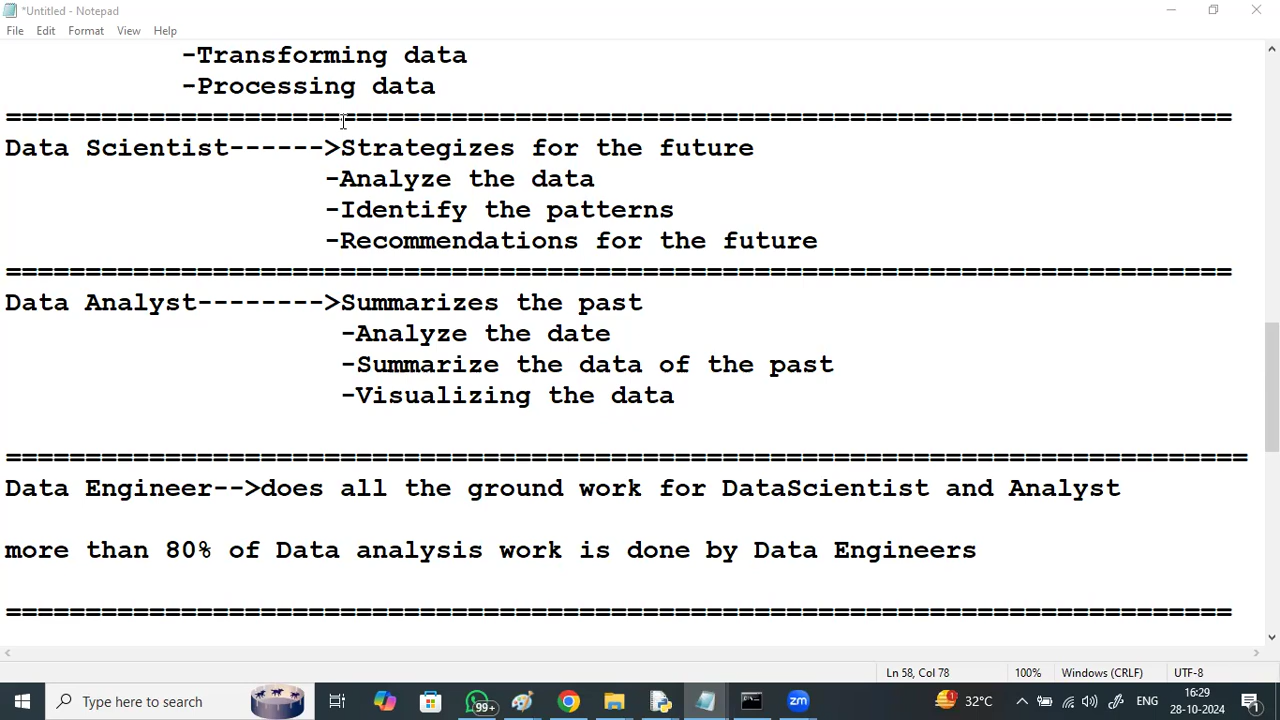 *Untitled - Notepad
File Edit Format View Help
-Transforming data
-Processing data
=============================================================================
Data Scientist------>Strategizes for the future
-Analyze the data
-Identify the patterns
-Recommendations for the future
=============================================================================
Data Analyst-------->Summarizes the past
-Analyze the date
-Summarize the data of the past
-Visualizing the data
==============================================================================
Data Engineer-->does all the ground work for DataScientist and Analyst
more than 80% of Data analysis work is done by Data Engineers
=============================================================================
Ln 58, Col 78 100% Windows (CRLF) UTF-8
Type here to search 99+ zm 1 32°C ENG 16:29
28-10-2024 1